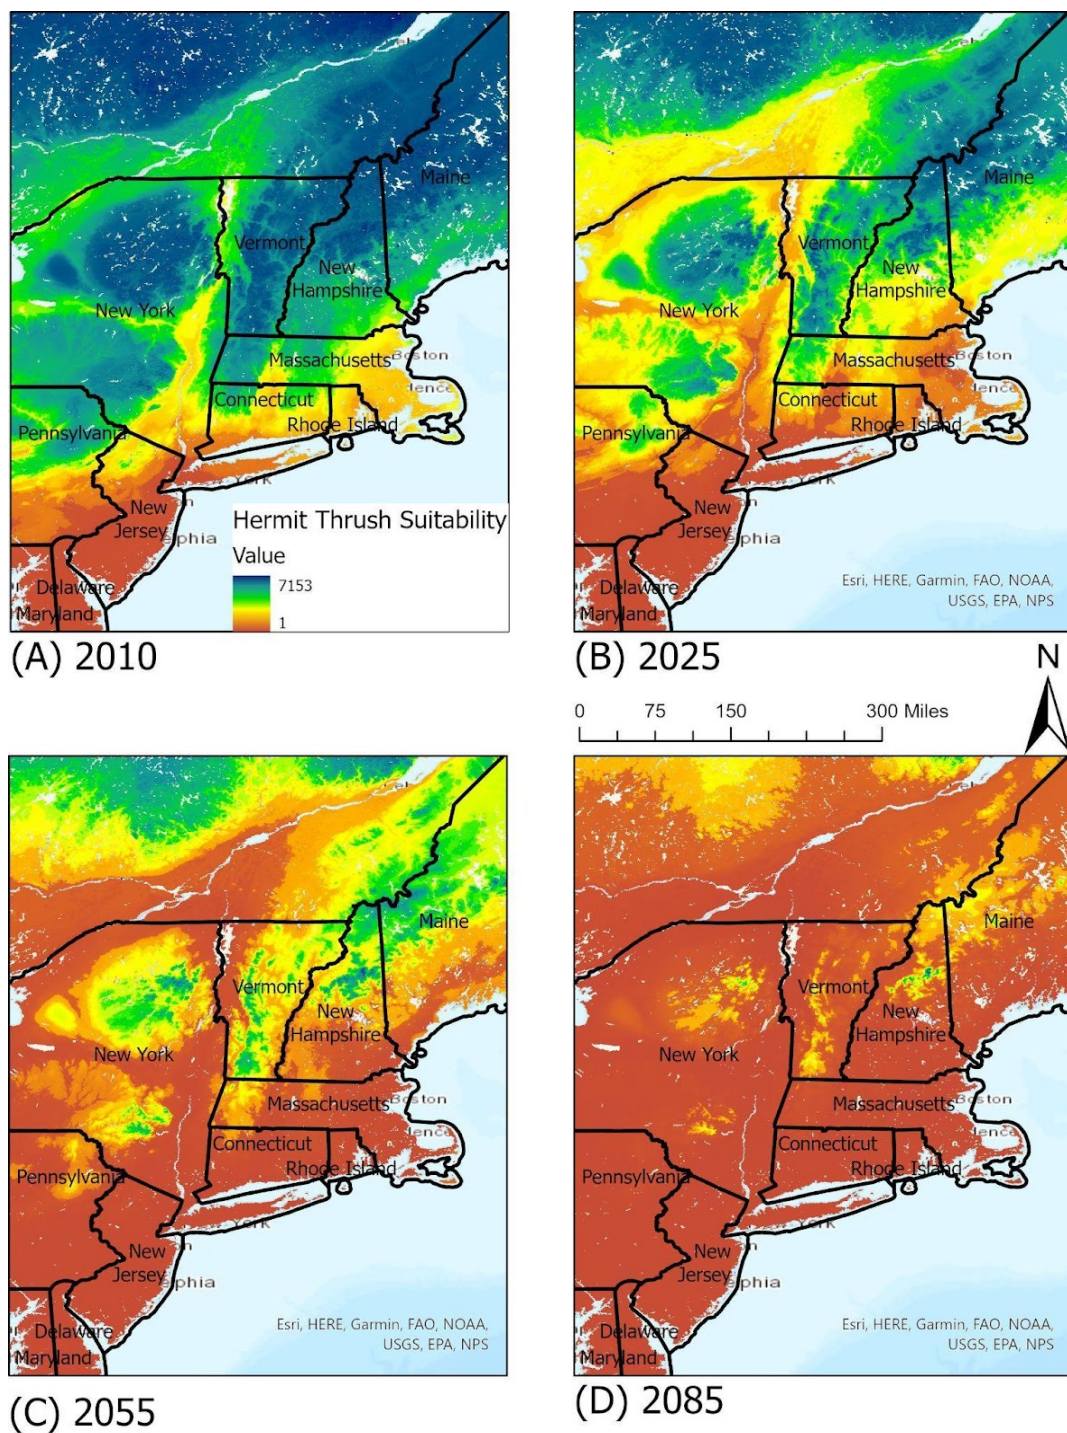 Maine
Vermont
New
Hampshire
New York
Massachusetts
Boston
Connecticut
Rhode Island
Pennsylvania
New
Jersey
Delaware
Maryland
Hermit Thrush Suitability
Value
7153
1
(A) 2010
Maine
Vermont
New
Hampshire
New York
Massachusetts
Boston
Connecticut
Rhode Island
Pennsylvania
New
Jersey
Delaware
Maryland
Esri, HERE, Garmin, FAO, NOAA,
USGS, EPA, NPS
(B) 2025
N
0 75 150 300 Miles
Maine
Vermont
New
Hampshire
New York
Massachusetts
Boston
Connecticut
Rhode Island
Pennsylvania
New
Jersey
Delaware
Maryland
Esri, HERE, Garmin, FAO, NOAA,
USGS, EPA, NPS
(C) 2055
Maine
Vermont
New
Hampshire
New York
Massachusetts
Boston
Connecticut
Rhode Island
Pennsylvania
New
Jersey
Delaware
Maryland
Esri, HERE, Garmin, FAO, NOAA,
USGS, EPA, NPS
(D) 2085